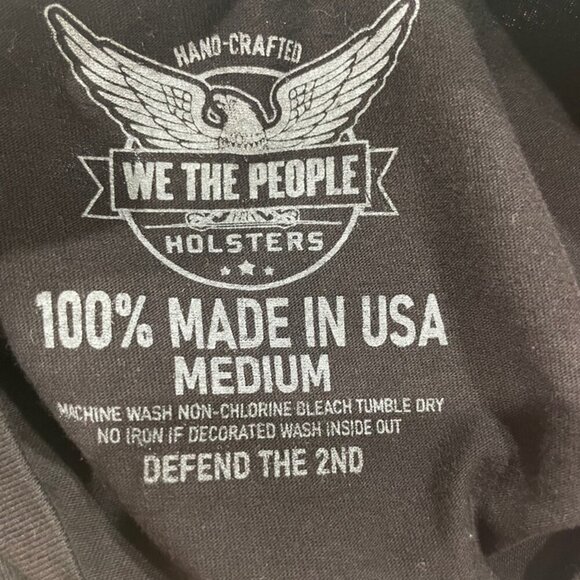 HAND-CRAFTED
WE THE PEOPLE
HOLSTERS
100% MADE IN USA
MEDIUM
MACHINE WASH NON-CHLORINE BLEACH TUMBLE DRY
NO IRON IF DECORATED WASH INSIDE OUT
DEFEND THE 2ND